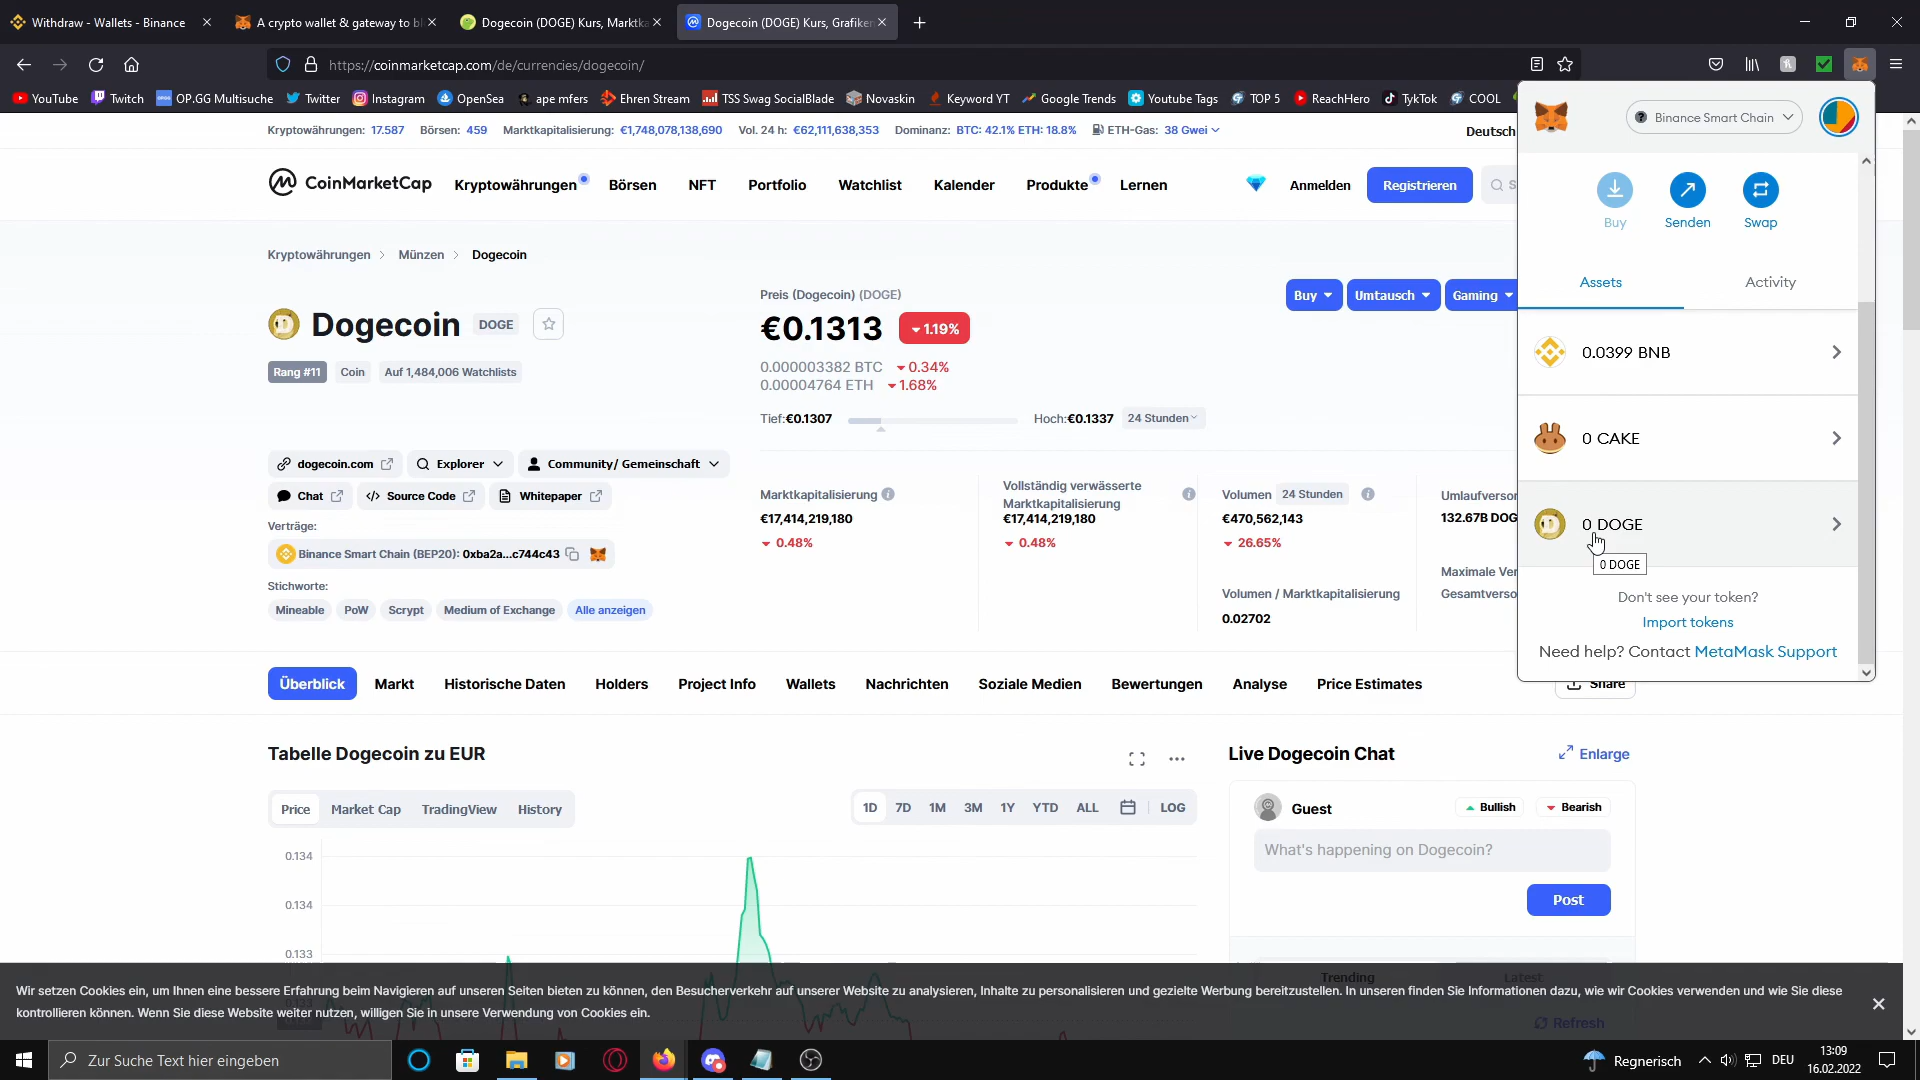 Withdraw - Wallets - Binance
A crypto wallet & gateway to bl
Dogecoin (DOGE) Kurs, Marktka
Dogecoin (DOGE) Kurs, Grafiken
https://coinmarketcap.com/de/currencies/dogecoin/
YouTube Twitch OP.GG Multisuche Twitter Instagram OpenSea ape mfers Ehren Stream TSS Swag SocialBlade Novaskin Keyword YT Google Trends Youtube Tags TOP 5 ReachHero TykTok COOL
Kryptowährungen: 17.587 Börsen: 459 Marktkapitalisierung: €1,748,078,138,690 Vol. 24 h: €62,111,638,353 Dominanz: BTC: 42.1% ETH: 18.8% ETH-Gas: 38 Gwei
Deutsch
CoinMarketCap Kryptowährungen Börsen NFT Portfolio Watchlist Kalender Produkte Lernen Anmelden Registrieren S
Kryptowährungen > Münzen > Dogecoin
Dogecoin DOGE
Rang #11 Coin Auf 1,484,006 Watchlists
dogecoin.com Explorer Community/ Gemeinschaft
Chat Source Code Whitepaper
Verträge:
Binance Smart Chain (BEP20): 0xba2a...c744c43
Stichworte:
Mineable PoW Scrypt Medium of Exchange Alle anzeigen
Preis (Dogecoin) (DOGE)
€0.1313 1.19%
0.000003382 BTC 0.34%
0.00004764 ETH 1.68%
Tief:€0.1307 Hoch:€0.1337 24 Stunden
Buy Umtausch Gaming
Marktkapitalisierung
€17,414,219,180
0.48%
Vollständig verwässerte
Marktkapitalisierung
€17,414,219,180
0.48%
Volumen 24 Stunden
€470,562,143
26.65%
Volumen / Marktkapitalisierung
0.02702
Umlaufversor
132.67B DOG
Maximale Ver
Gesamtverso
Binance Smart Chain
Buy Senden Swap
Assets Activity
0.0399 BNB
0 CAKE
0 DOGE
0 DOGE
Don't see your token?
Import tokens
Need help? Contact MetaMask Support
Share
Überblick Markt Historische Daten Holders Project Info Wallets Nachrichten Soziale Medien Bewertungen Analyse Price Estimates
Tabelle Dogecoin zu EUR
Price Market Cap TradingView History
1D 7D 1M 3M 1Y YTD ALL LOG
0.134
0.134
0.133
0.133
Live Dogecoin Chat Enlarge
Guest Bullish Bearish
What's happening on Dogecoin?
Post
Trending Latest
Refresh
Wir setzen Cookies ein, um Ihnen eine bessere Erfahrung beim Navigieren auf unseren Seiten bieten zu können, den Besucherverkehr auf unserer Website zu analysieren, Inhalte zu personalisieren und gezielte Werbung bereitzustellen. In unseren finden Sie Informationen dazu, wie wir Cookies verwenden und wie Sie diese
kontrollieren können. Wenn Sie diese Website weiter nutzen, willigen Sie in unsere Verwendung von Cookies ein.
Zur Suche Text hier eingeben
Regnerisch DEU
13:09
16.02.2022